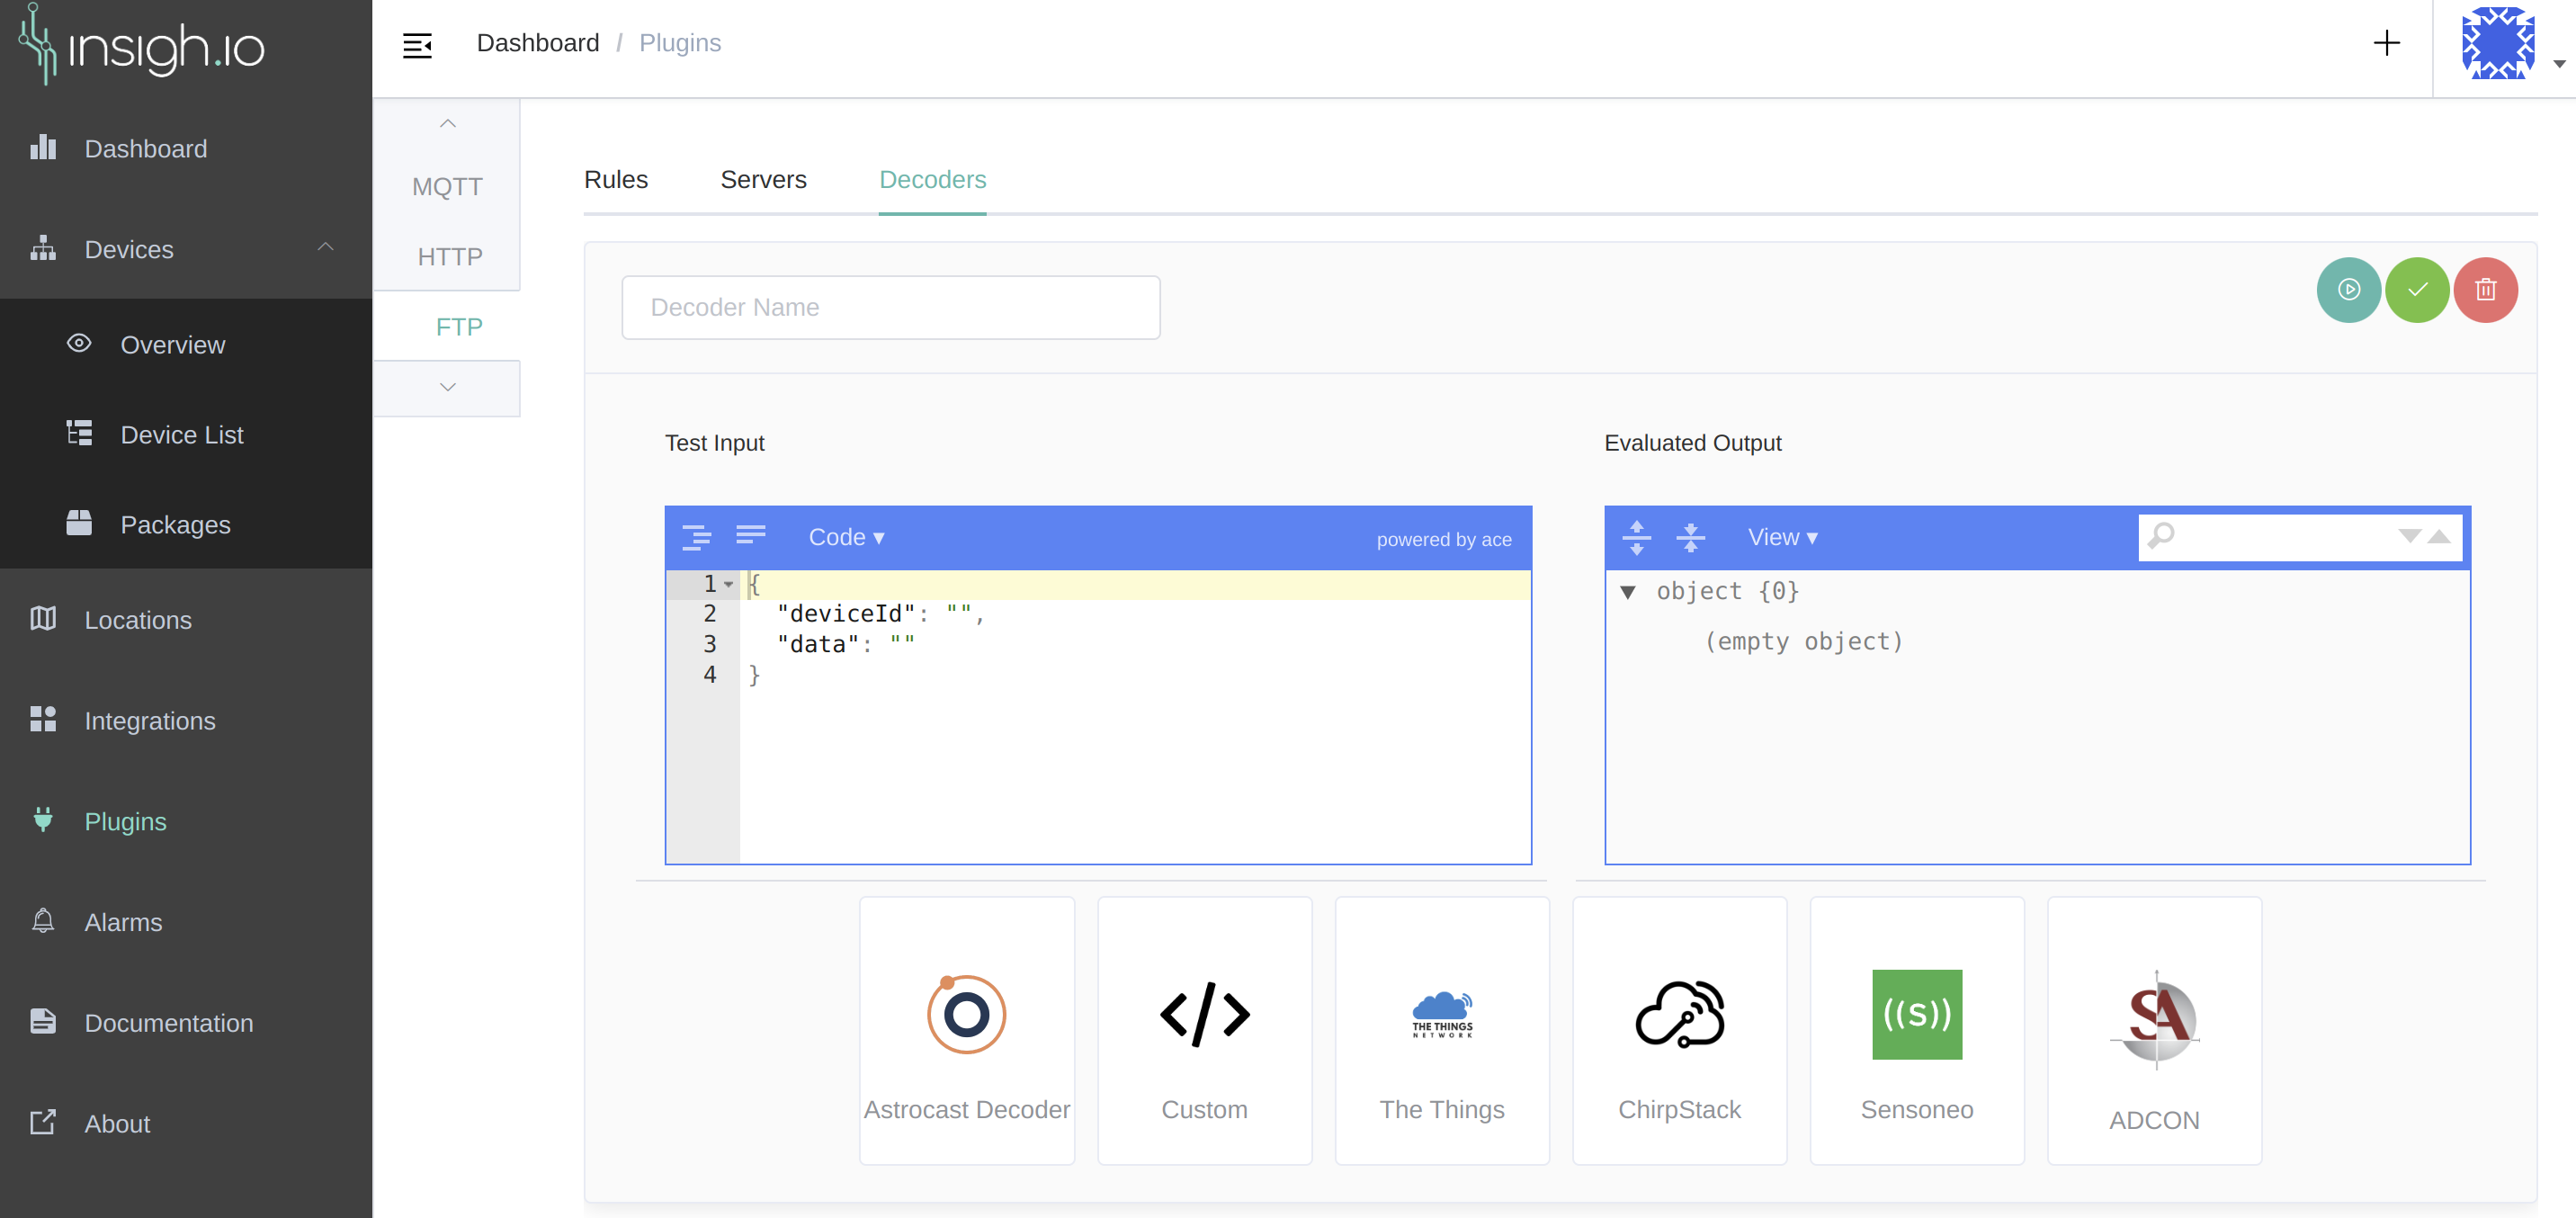 insigh.io
Dashboard / Plugins
Dashboard
Devices
Overview
Device List
Packages
Locations
Integrations
Plugins
Alarms
Documentation
About
MQTT
HTTP
FTP
Rules
Servers
Decoders
Decoder Name
Test Input
Code ▾
powered by ace
1 {
2 "deviceId": "",
3 "data": ""
4 }
Evaluated Output
View ▾
▼ object {0}
(empty object)
Astrocast Decoder
Custom
THE THINGS
NETWORK
The Things
ChirpStack
((S))
Sensoneo
SA
ADCON